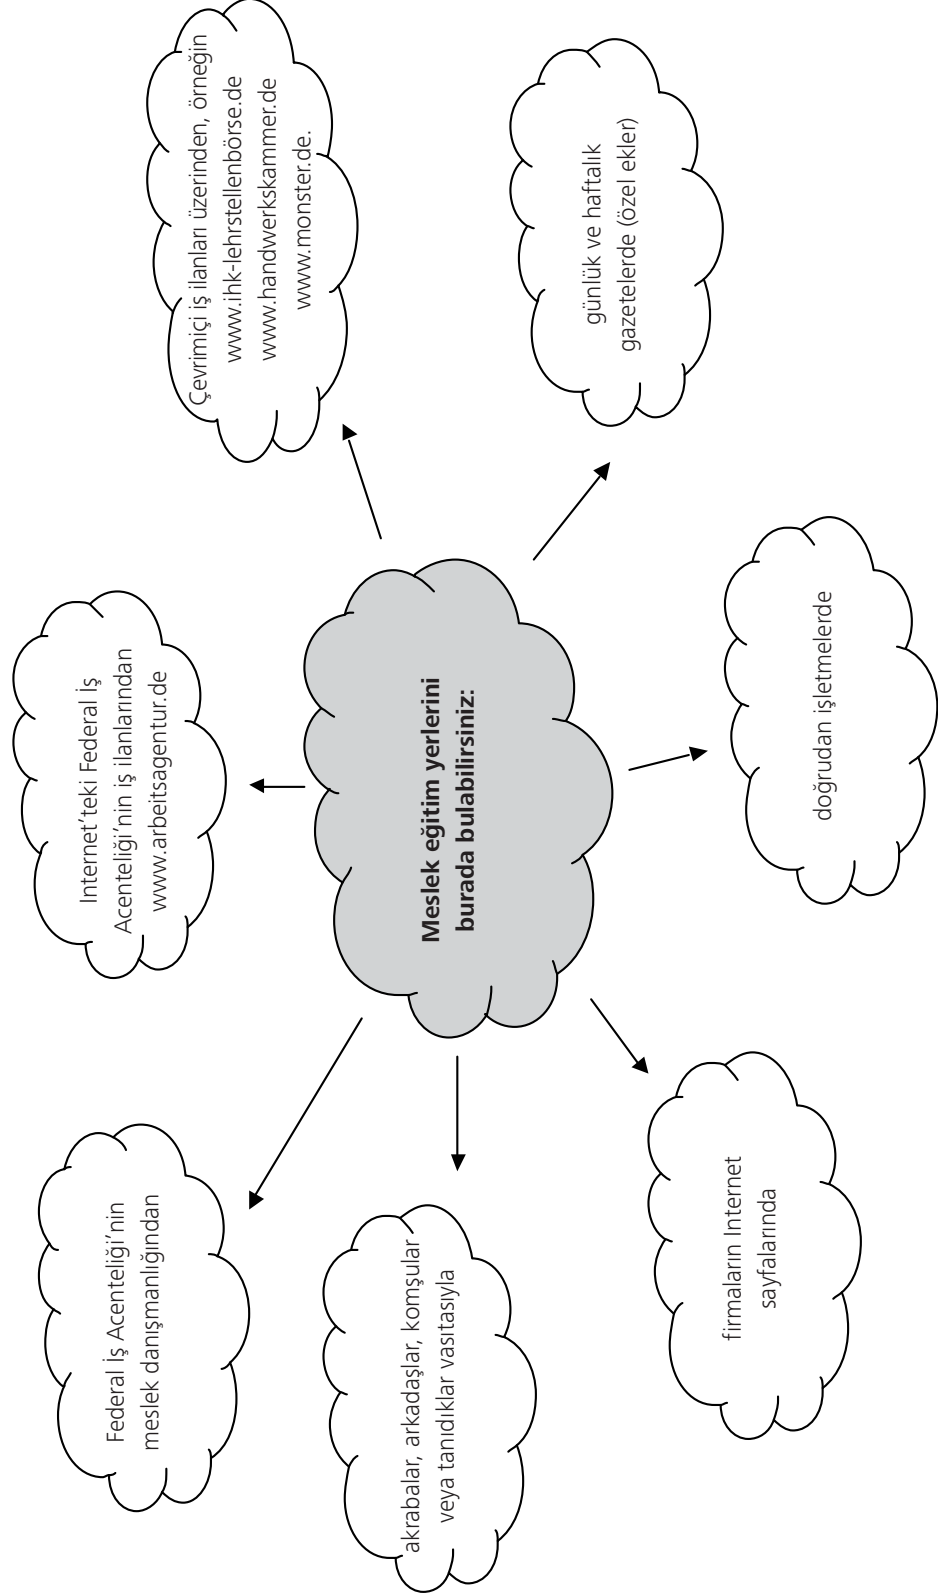 Federal İş Acenteliği'nin
meslek danışmanlığından
Internet'teki Federal İş
Acenteliği'nin iş ilanlarından
www.arbeitsagentur.de
Çevrimiçi iş ilanları üzerinden, örneğin
www.ihk-lehrstellenbörse.de
www.handwerkskammer.de
www.monster.de.
akrabalar, arkadaşlar, komşular
veya tanıdıklar vasıtasıyla
Meslek eğitim yerlerini
burada bulabilirsiniz:
günlük ve haftalık
gazetelerde (özel ekler)
firmaların Internet
sayfalarında
doğrudan işletmelerde